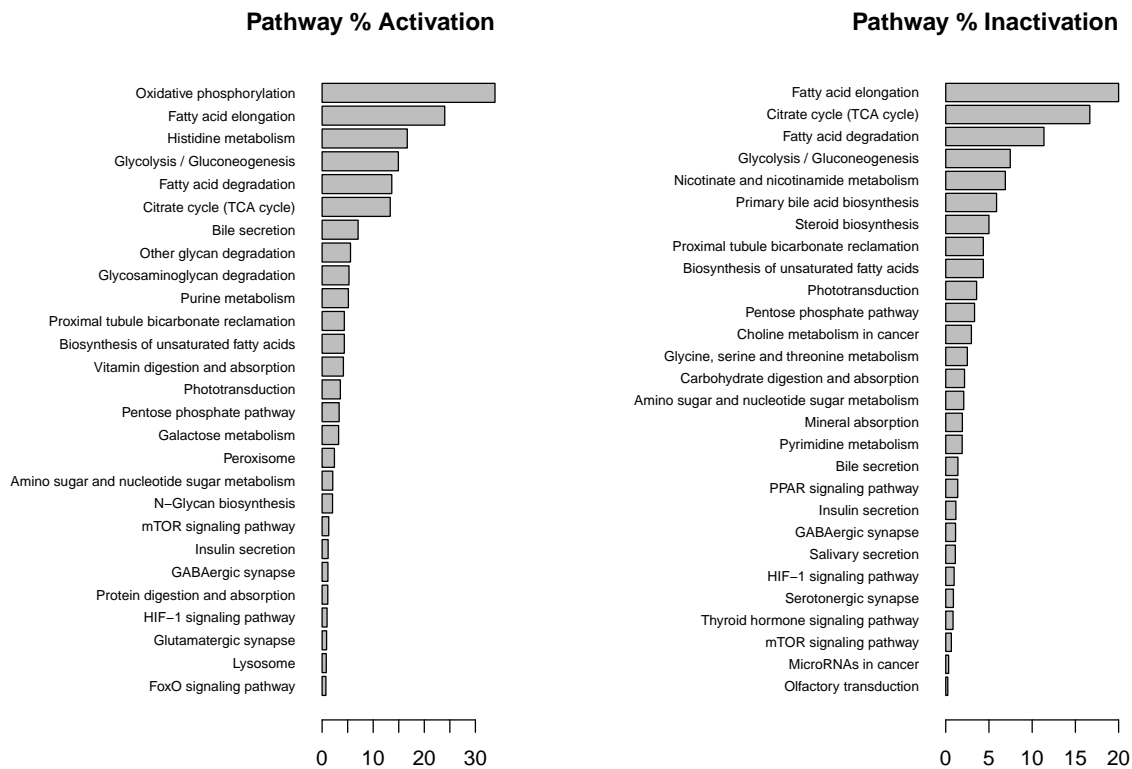 Pathway % Activation
Oxidative phosphorylation
Fatty acid elongation
Histidine metabolism
Glycolysis / Gluconeogenesis
Fatty acid degradation
Citrate cycle (TCA cycle)
Bile secretion
Other glycan degradation
Glycosaminoglycan degradation
Purine metabolism
Proximal tubule bicarbonate reclamation
Biosynthesis of unsaturated fatty acids
Vitamin digestion and absorption
Phototransduction
Pentose phosphate pathway
Galactose metabolism
Peroxisome
Amino sugar and nucleotide sugar metabolism
N−Glycan biosynthesis
mTOR signaling pathway
Insulin secretion
GABAergic synapse
Protein digestion and absorption
HIF−1 signaling pathway
Glutamatergic synapse
Lysosome
FoxO signaling pathway
0 10 20 30
Pathway % Inactivation
Fatty acid elongation
Citrate cycle (TCA cycle)
Fatty acid degradation
Glycolysis / Gluconeogenesis
Nicotinate and nicotinamide metabolism
Primary bile acid biosynthesis
Steroid biosynthesis
Proximal tubule bicarbonate reclamation
Biosynthesis of unsaturated fatty acids
Phototransduction
Pentose phosphate pathway
Choline metabolism in cancer
Glycine, serine and threonine metabolism
Carbohydrate digestion and absorption
Amino sugar and nucleotide sugar metabolism
Mineral absorption
Pyrimidine metabolism
Bile secretion
PPAR signaling pathway
Insulin secretion
GABAergic synapse
Salivary secretion
HIF−1 signaling pathway
Serotonergic synapse
Thyroid hormone signaling pathway
mTOR signaling pathway
MicroRNAs in cancer
Olfactory transduction
0 5 10 15 20